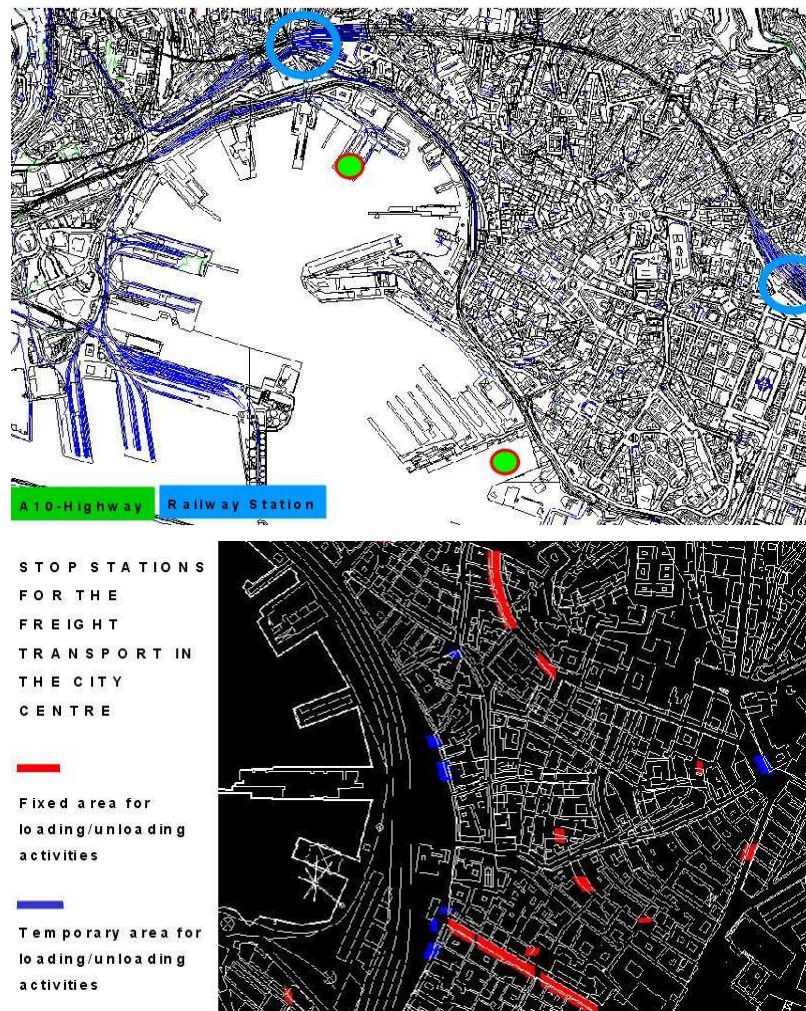 A10-Highway
Railway Station
STOP STATIONS
FOR THE
FREIGHT
TRANSPORT IN
THE CITY
CENTRE
Fixed area for
loading/unloading
activities
Temporary area for
loading/unloading
activities